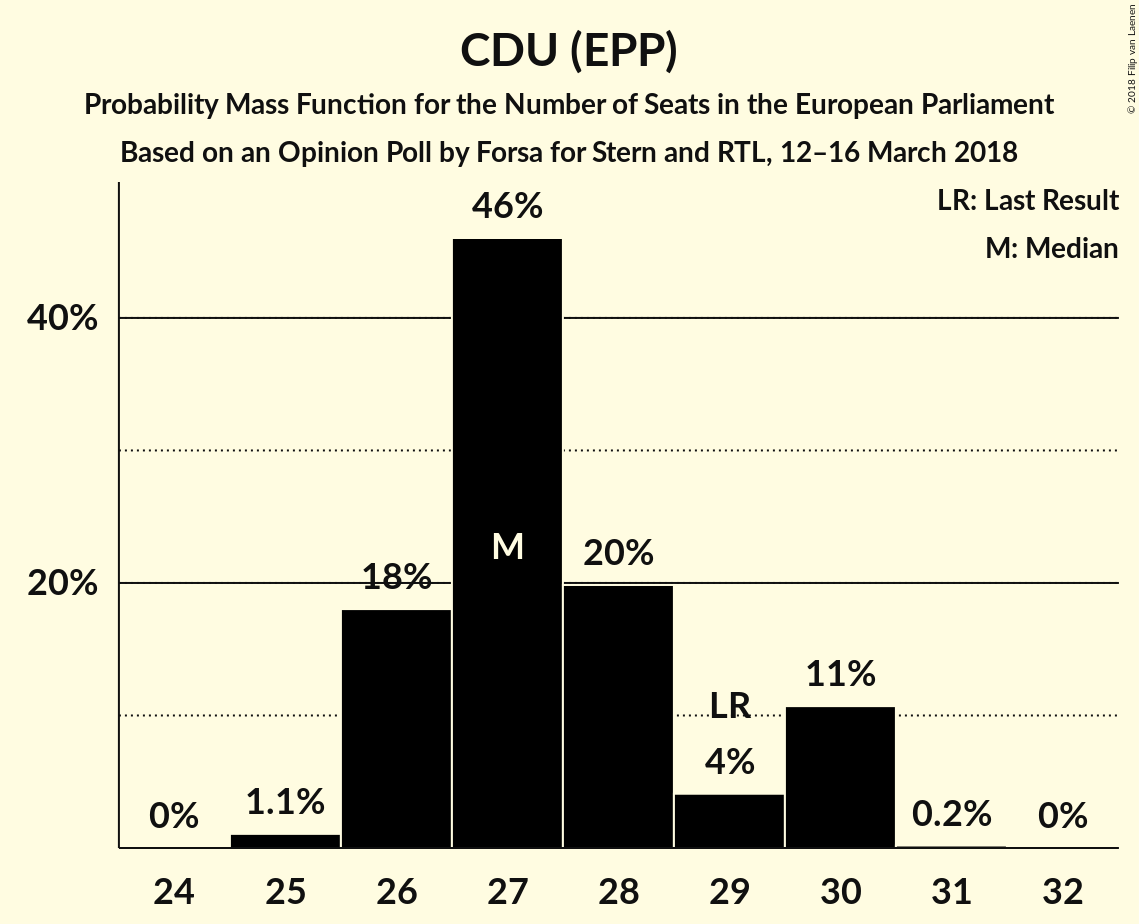 CDU (EPP)
Probability Mass Function for the Number of Seats in the European Parliament
Based on an Opinion Poll by Forsa for Stern and RTL, 12–16 March 2018
© 2018 Filip van Laenen
LR: Last Result
M: Median
40%
20%
0%
1.1%
18%
46%
M
20%
LR
4%
11%
0.2%
0%
24 25 26 27 28 29 30 31 32